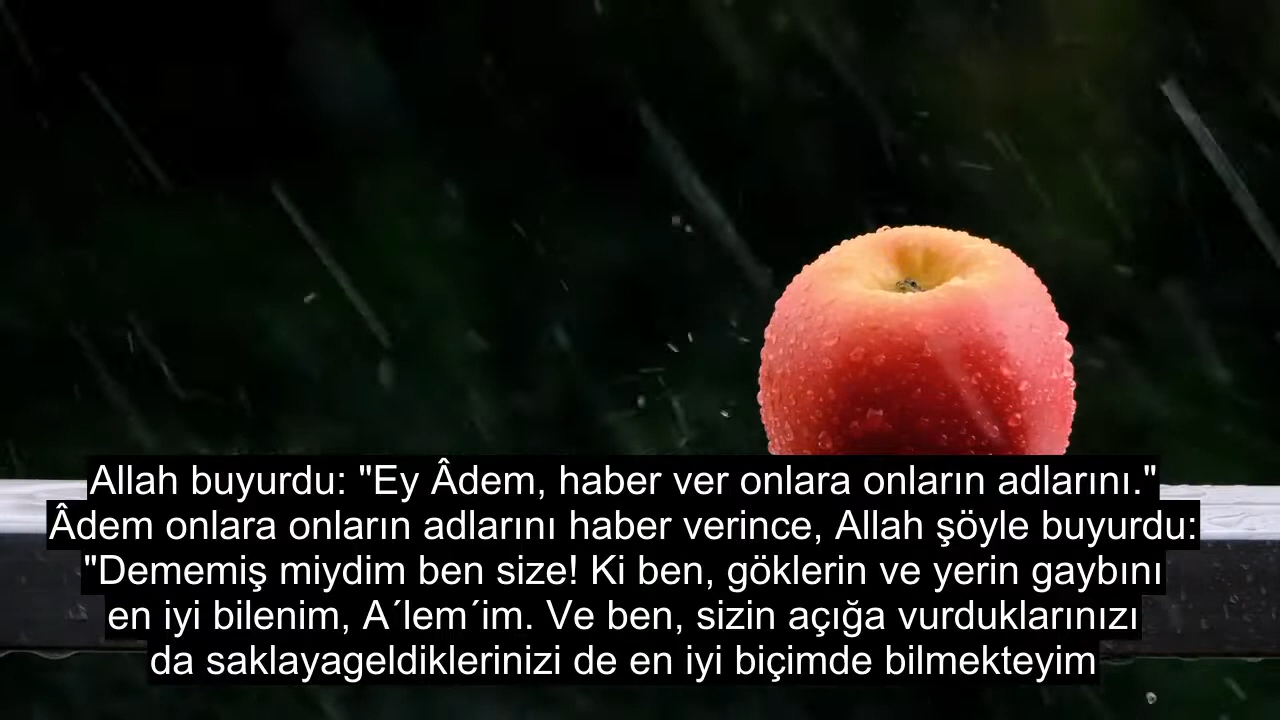 Allah buyurdu: "Ey Âdem, haber ver onlara onların adlarını."
Âdem onlara onların adlarını haber verince, Allah şöyle buyurdu:
"Dememiş miydim ben size! Ki ben, göklerin ve yerin gaybını
en iyi bilenim, A´lem´im. Ve ben, sizin açığa vurduklarınızı
da saklayageldiklerinizi de en iyi biçimde bilmekteyim